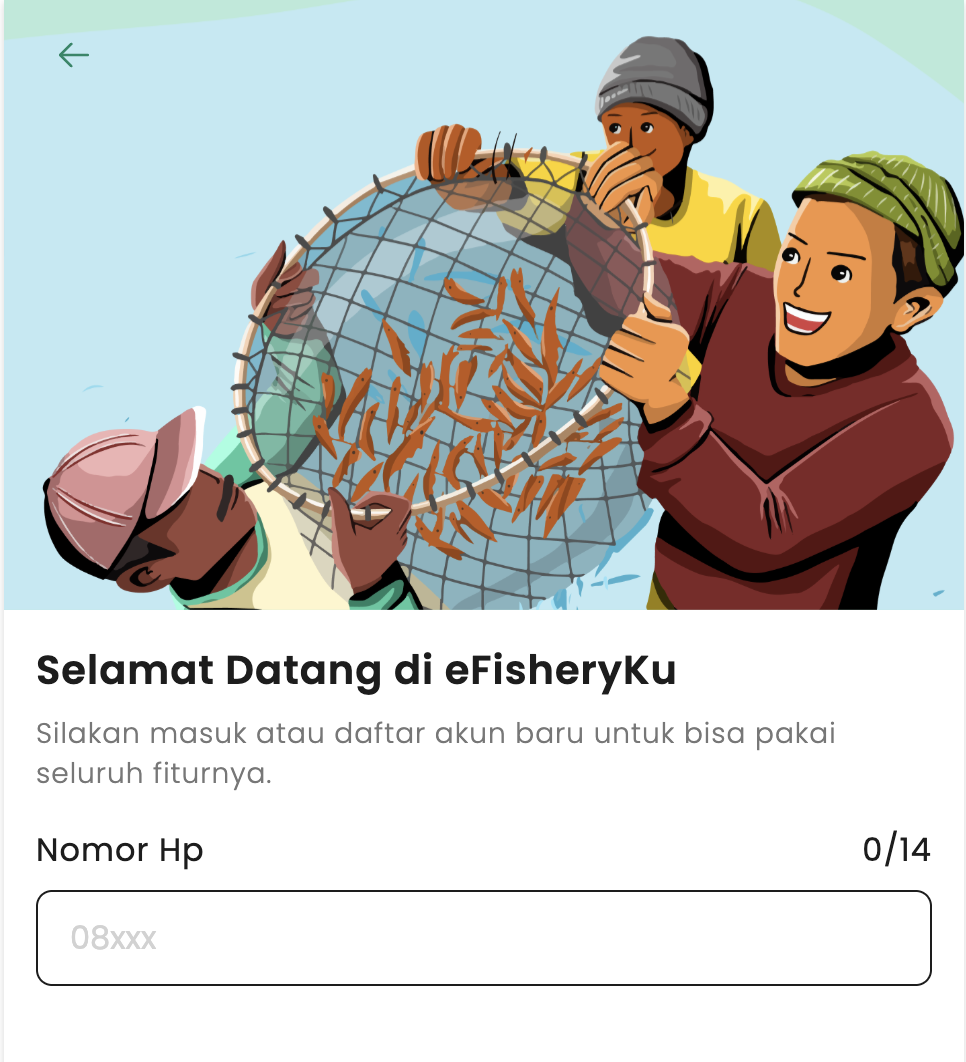 Selamat Datang di eFisheryKu
Silakan masuk atau daftar akun baru untuk bisa pakai
seluruh fiturnya.
Nomor Hp 0/14
08xxx